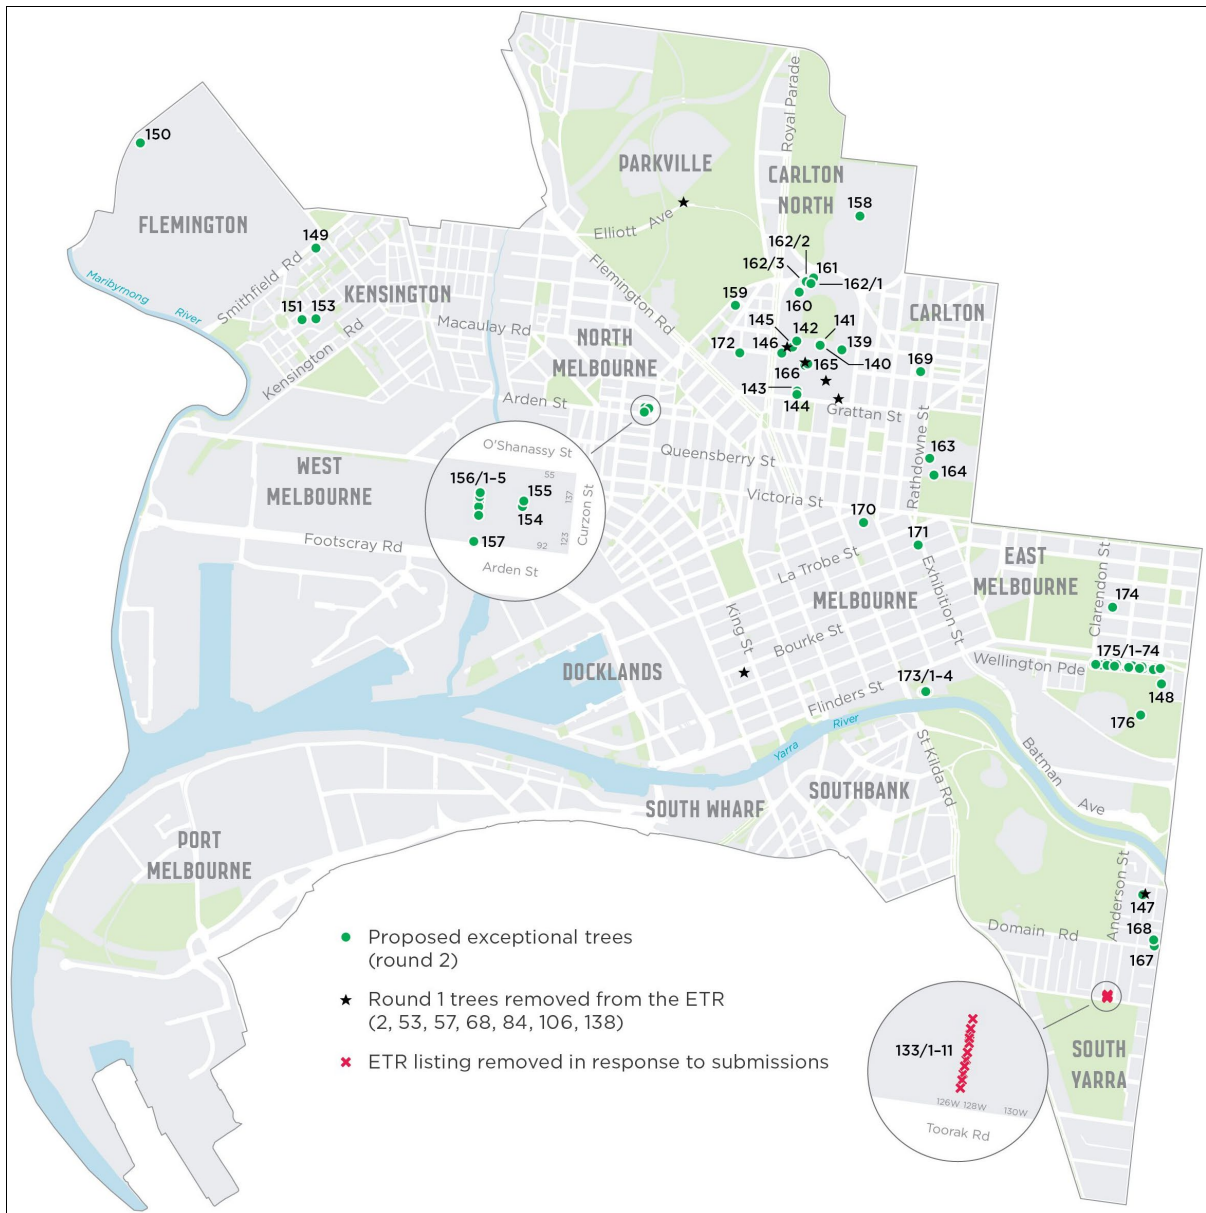 150
FLEMINGTON
149
Smithfield Rd
Maribyrnong
River
151
153
KENSINGTON
Kensington Rd
Macaulay Rd
PARKVILLE
Elliott Ave
Flemington Rd
Royal Parade
CARLTON
NORTH
158
162/2
162/3
161
162/1
160
159
CARLTON
NORTH
MELBOURNE
145
142
141
172
146
139
140
165
166
169
143
144
Grattan St
Arden St
Queensberry St
Rathdowne St
163
164
Victoria St
170
171
WEST
MELBOURNE
Footscray Rd
O'Shanassy St
55
156/1–5
155
137
154
Curzon St
157
92
123
Arden St
La Trobe St
MELBOURNE
Exhibition St
EAST
MELBOURNE
Clarendon St
174
King St
Bourke St
Wellington Pde
175/1–74
148
176
DOCKLANDS
Flinders St
173/1–4
Yarra
River
St Kilda Rd
Batman
Ave
SOUTH WHARF
SOUTHBANK
PORT
MELBOURNE
Anderson St
147
168
167
Domain Rd
SOUTH
YARRA
133/1–11
126W
128W
130W
Toorak Rd
Proposed exceptional trees
(round 2)
Round 1 trees removed from the ETR
(2, 53, 57, 68, 84, 106, 138)
ETR listing removed in response to submissions